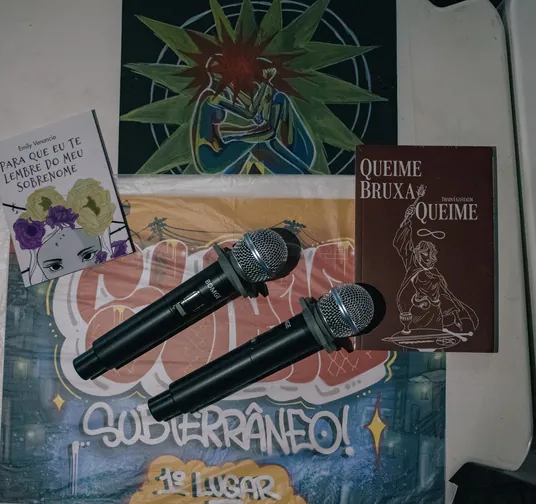 Emily Venancio
PARA QUE EU TE
LEMBRE DO MEU
SOBRENOME
QUEIME
BRUXA
QUEIME
SUBTERRÂNEO!
1º LUGAR